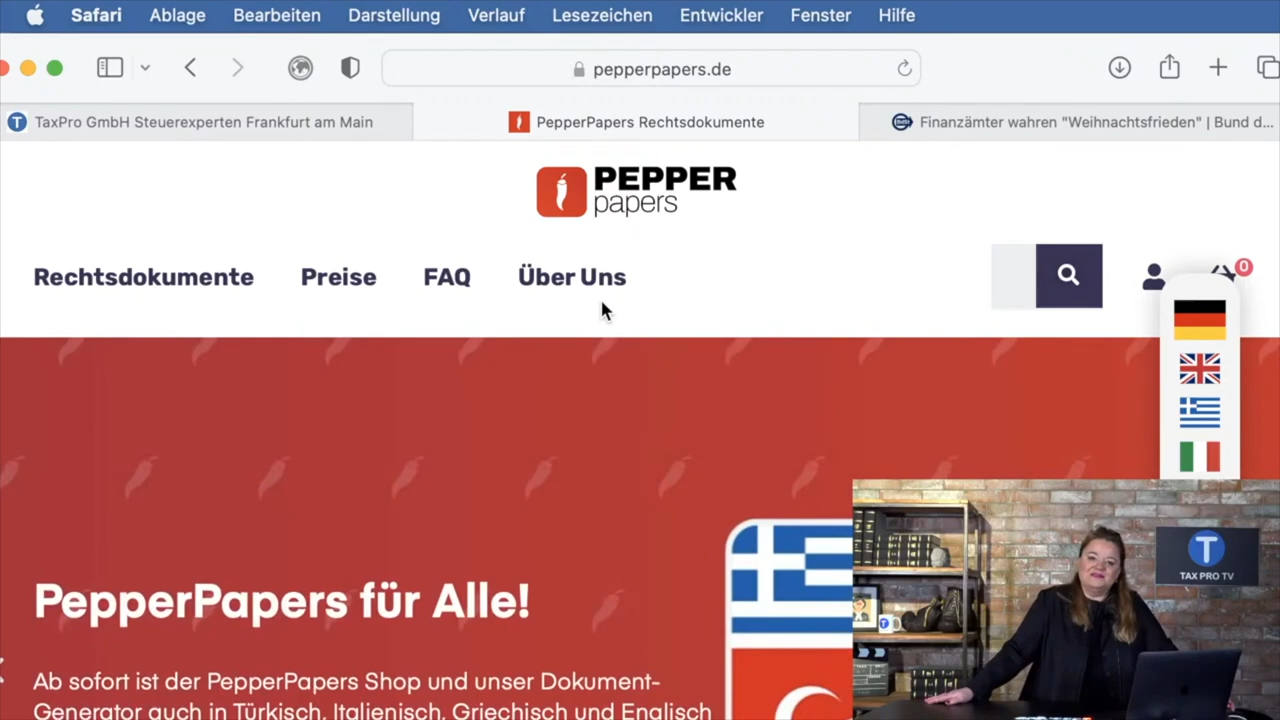 Safari Ablage Bearbeiten Darstellung Verlauf Lesezeichen Entwickler Fenster Hilfe
pepperpapers.de
TaxPro GmbH Steuerexperten Frankfurt am Main
PepperPapers Rechtsdokumente
Finanzämter wahren "Weihnachtsfrieden" | Bund d...
PEPPER
papers
Rechtsdokumente Preise FAQ Über Uns
0
PepperPapers für Alle!
Ab sofort ist der PepperPapers Shop und unser Dokument-
Generator auch in Türkisch, Italienisch, Griechisch und Englisch
T
TAX PRO TV